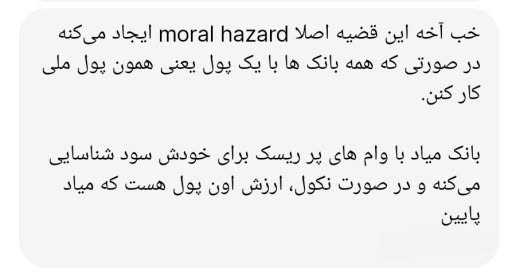 خب آخه این قضیه اصلا moral hazard ایجاد می‌کنه
در صورتی که همه بانک ها با یک پول یعنی همون پول ملی
کار کنن.
بانک میاد با وام های پر ریسک برای خودش سود شناسایی
می‌کنه و در صورت نکول، ارزش اون پول هست که میاد
پایین